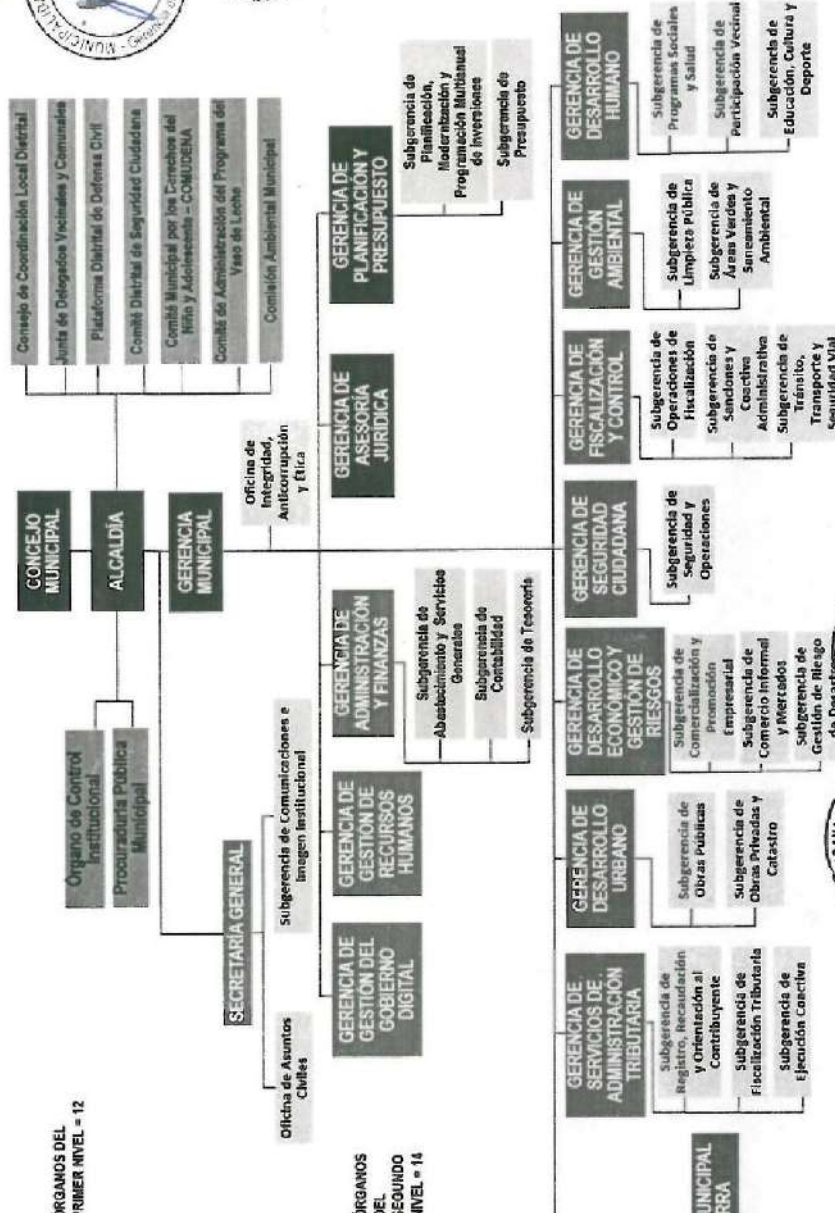 MUNICIPALIDAD
CONCEJO
MUNICIPAL
ALCALDÍA
GERENCIA
MUNICIPAL
Órgano de Control
Institucional
Procuraduría Pública
Municipal
Consejo de Coordinación Local Distrital
Junta de Delegados Vecinales y Comunales
Plataforma Distrital de Defensa Civil
Comité Distrital de Seguridad Ciudadana
Comité Municipal por los Derechos del
Niño y Adolescente - COMUDENA
Comité de Administración del Programa del
Vaso de Leche
Comisión Ambiental Municipal
ÓRGANOS DEL
PRIMER NIVEL = 12
SECRETARÍA GENERAL
Oficina de Asuntos
Civiles
Subgerencia de Comunicaciones e
Imagen Institucional
Oficina de
Integridad,
Anticorrupción
y Ética
ÓRGANOS
DEL
SEGUNDO
NIVEL = 14
GERENCIA DE
GESTIÓN DEL
GOBIERNO
DIGITAL
GERENCIA DE
GESTIÓN DE
RECURSOS
HUMANOS
GERENCIA DE
ADMINISTRACIÓN
Y FINANZAS
Subgerencia de
Abastecimiento y Servicios
Generales
Subgerencia de
Contabilidad
Subgerencia de Tesorería
GERENCIA DE
ASESORÍA
JURÍDICA
GERENCIA DE
PLANIFICACIÓN Y
PRESUPUESTO
Subgerencia de
Planificación,
Modernización y
Programación Multianual
de Inversiones
Subgerencia de
Presupuesto
GERENCIA DE
SERVICIOS DE
ADMINISTRACIÓN
TRIBUTARIA
Subgerencia de
Registro, Recaudación
y Orientación al
Contribuyente
Subgerencia de
Fiscalización Tributaria
Subgerencia de
Ejecución Coactiva
GERENCIA DE
DESARROLLO
URBANO
Subgerencia de
Obras Públicas
Subgerencia de
Obras Privadas y
Catastro
GERENCIA DE
DESARROLLO
ECONÓMICO Y
GESTIÓN DE
RIESGOS
Subgerencia de
Comercialización y
Promoción
Empresarial
Subgerencia de
Comercio Informal
y Mercados
Subgerencia de
Gestión de Riesgo
GERENCIA DE
SEGURIDAD
CIUDADANA
Subgerencia de
Seguridad y
Operaciones
GERENCIA DE
FISCALIZACIÓN
Y CONTROL
Subgerencia de
Operaciones de
Fiscalización
Subgerencia de
Sanciones y
Coactiva
Administrativa
Subgerencia de
Tránsito,
Transporte y
Seguridad Vial
GERENCIA DE
GESTIÓN
AMBIENTAL
Subgerencia de
Limpieza Pública
Subgerencia de
Áreas Verdes y
Saneamiento
Ambiental
GERENCIA DE
DESARROLLO
HUMANO
Subgerencia de
Programas Sociales
y Salud
Subgerencia de
Participación Vecinal
Subgerencia de
Educación, Cultura y
Deporte